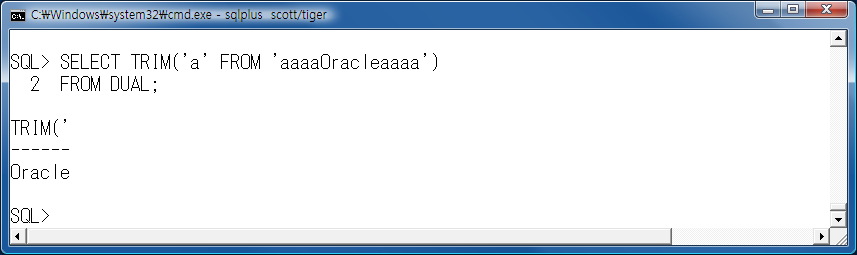 C:₩Windows₩system32₩cmd.exe - sqlplus  scott/tiger
SQL> SELECT TRIM('a' FROM 'aaaaOracleaaaa')
  2  FROM DUAL;
TRIM('
------
Oracle
SQL>